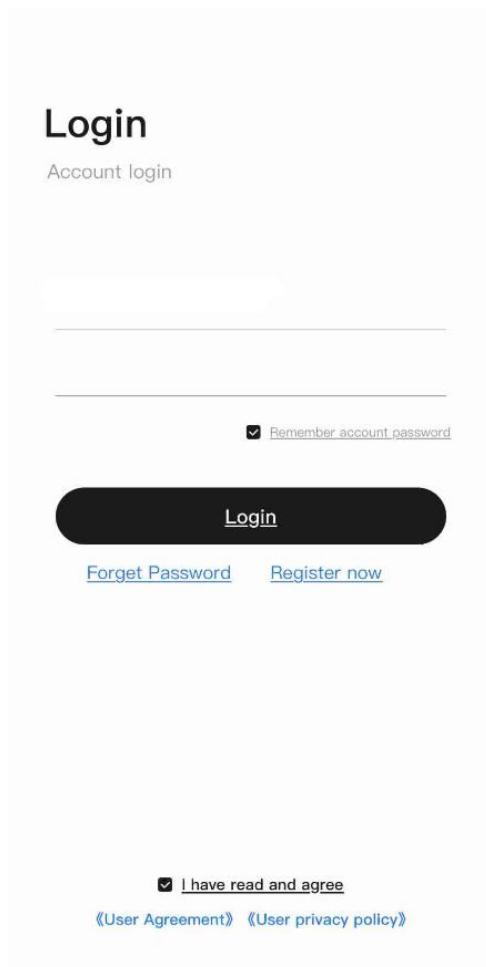 Login
Account login
Remember account password
Login
Forget Password Register now
I have read and agree
《User Agreement》 《User privacy policy》